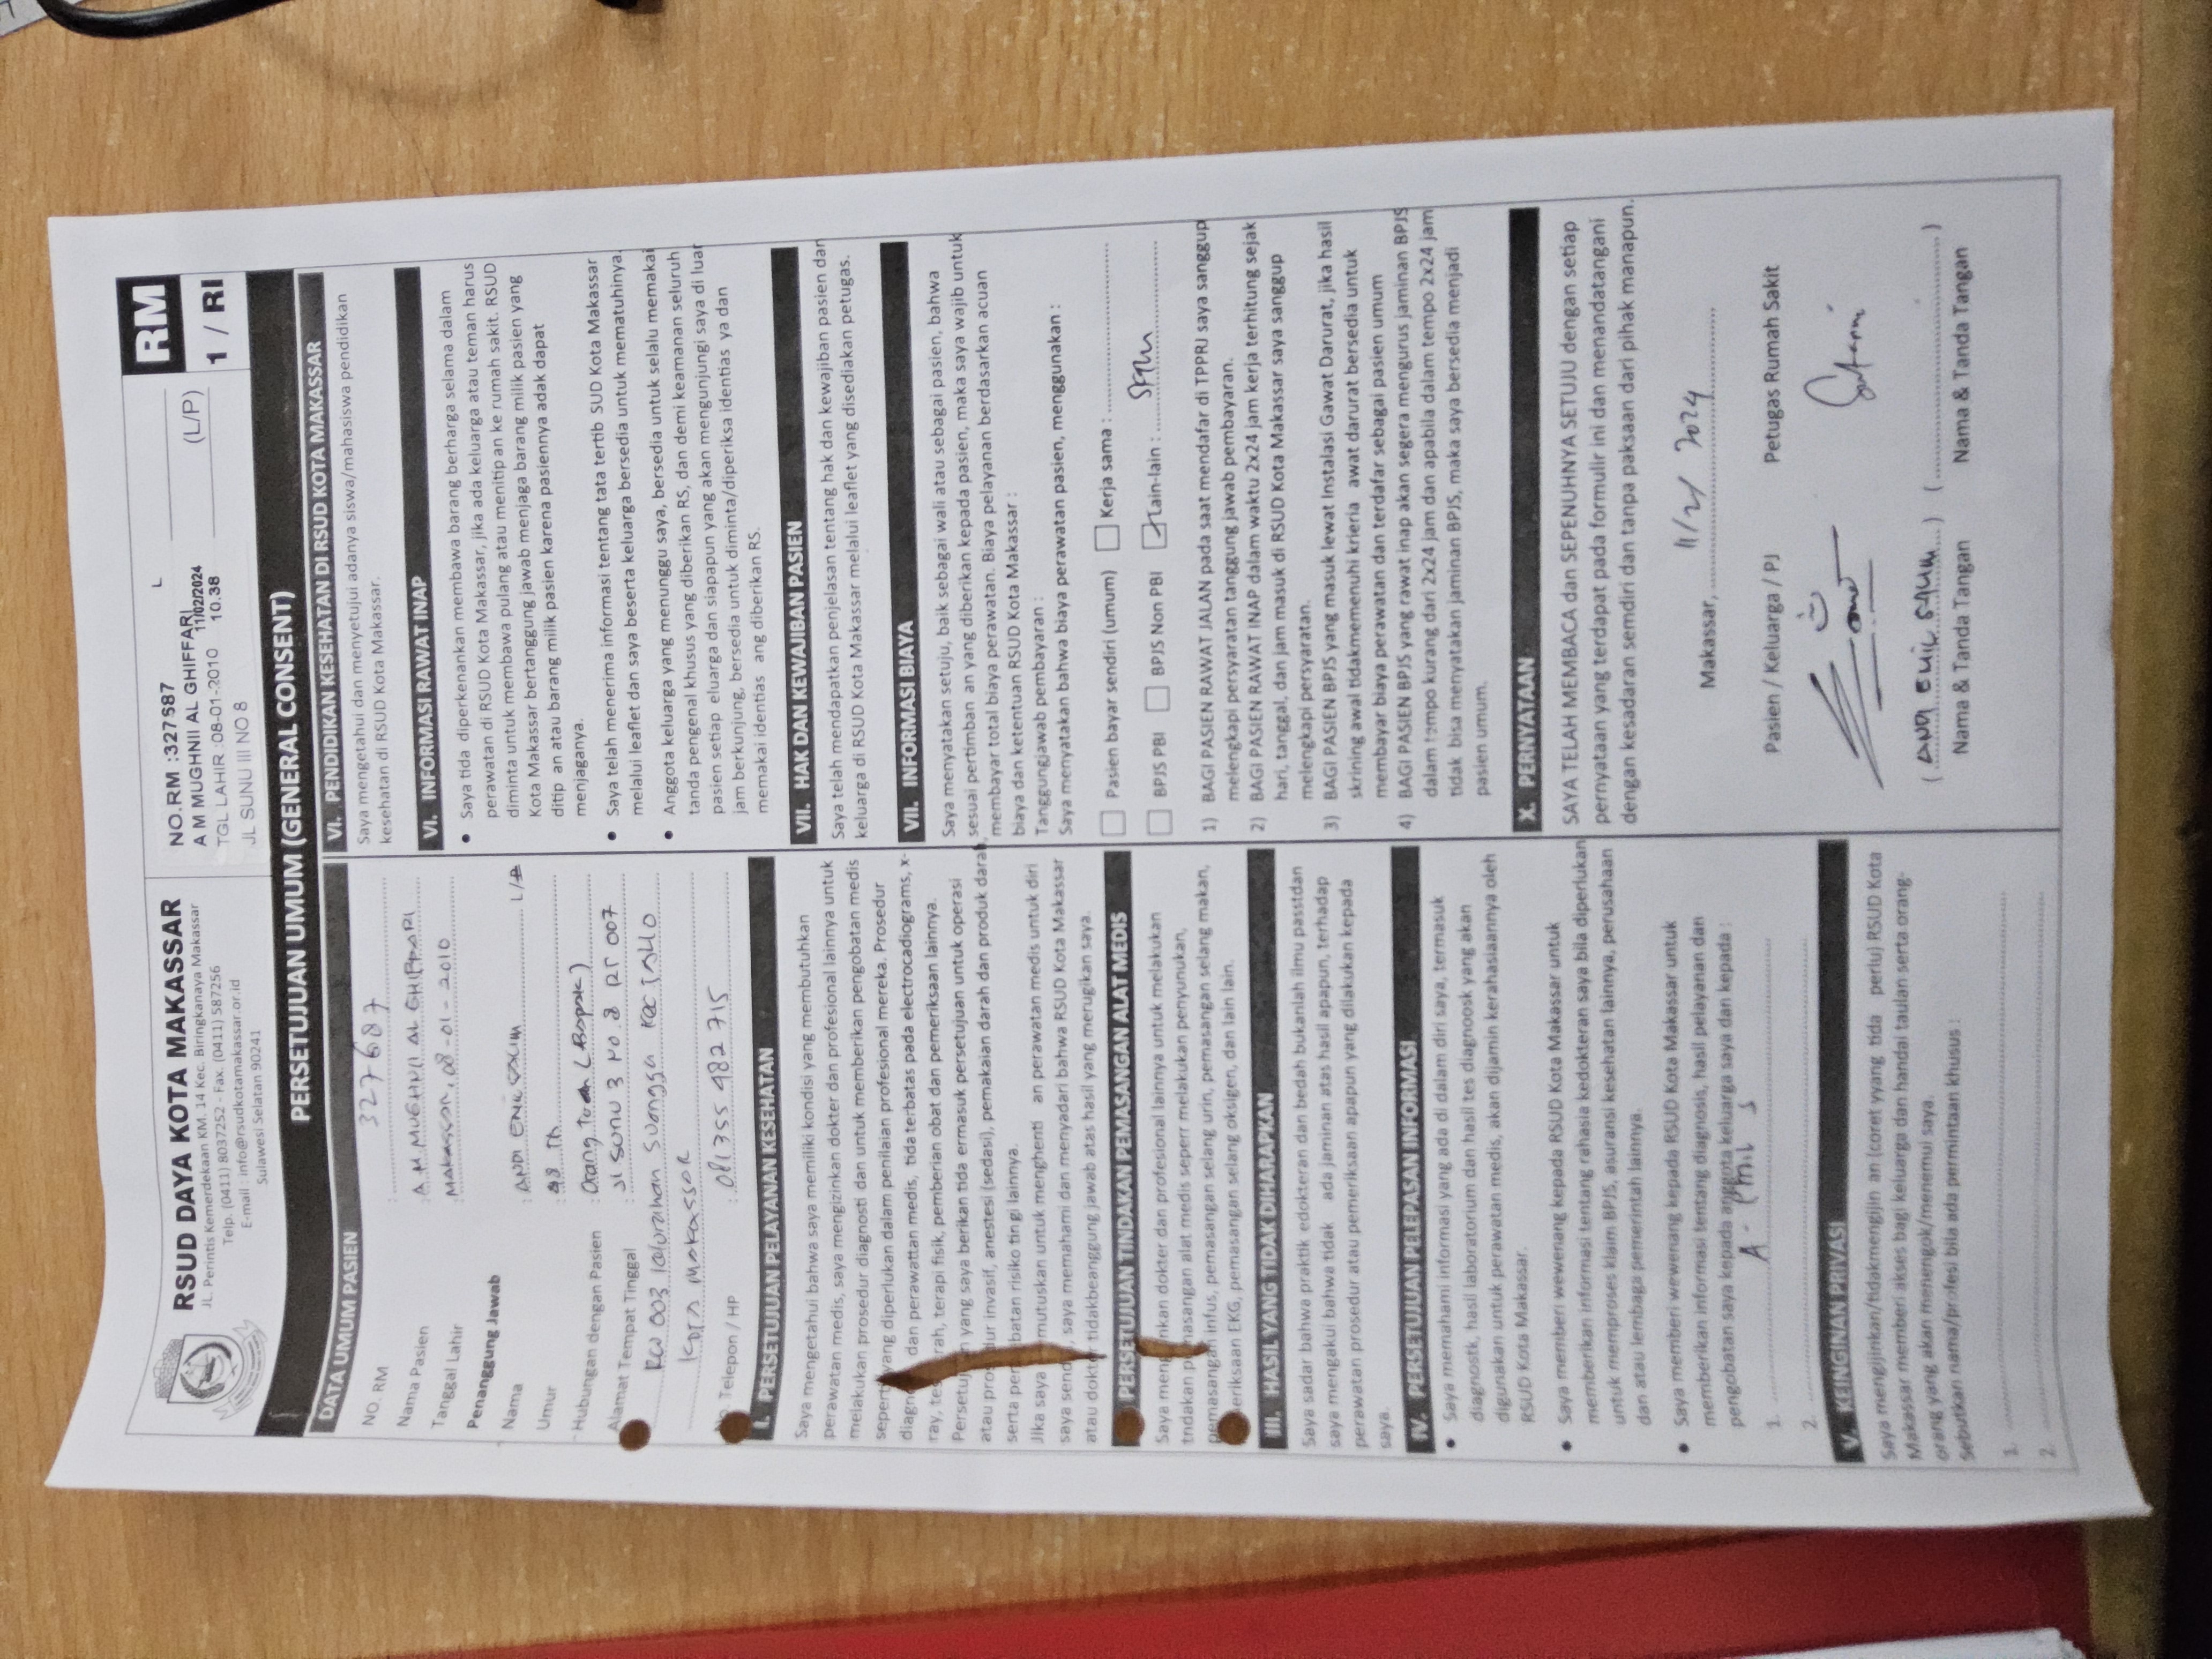 RSUD DAYA KOTA MAKASSAR
JL. Perintis Kemerdekaan KM. 14 Kec. Biringkanaya Makassar
Telp. (0411) 8037252 - Fax. (0411) 587256
E-mail : info@rsudkotamakassar.or.id
Sulawesi Selatan 90241
NO.RM :327687 L
A M MUGHNII AL GHIFFARI
11/02/2024
TGL LAHIR :08-01-2010 10.38
JL SUNU III NO 8
(L/P)
RM
1 / RI
PERSETUJUAN UMUM (GENERAL CONSENT)
DATA UMUM PASIEN
NO. RM : 327687
Nama Pasien : A M MUGHNII AL GHIFFARI
Tanggal Lahir : MAKASSAR, 08-01-2010
Penanggung Jawab
Nama : ANDI EMIL SALIM L/P
Umur : 48 Th
Hubungan dengan Pasien : Orang Tua (Bapak)
Alamat Tempat Tinggal : Jl SUNU 3 NO.8 RT 007
RW 003 Kelurahan Suangga KEC TALLO
KOTA MAKASSAR
No. Telepon / HP : 081355 482 715
I. PERSETUJUAN PELAYANAN KESEHATAN
Saya mengetahui bahwa saya memiliki kondisi yang membutuhkan
perawatan medis, saya mengizinkan dokter dan profesional lainnya untuk
melakukan prosedur diagnosti dan untuk memberikan pengobatan medis
seperti yang diperlukan dalam penilaian profesional mereka. Prosedur
diagn dan perawattan medis, tida terbatas pada electrocadiograms, x-
ray, tes rah, terapi fisik, pemberian obat dan pemeriksaan lainnya.
Persetuj n yang saya berikan tida ermasuk persetujuan untuk operasi
atau pros dur invasif, anestesi (sedasi), pemakaian darah dan produk darah,
serta pen batan risiko tin gi lainnya.
Jika saya mutuskan untuk menghenti an perawatan medis untuk diri
saya send , saya memahami dan menyadari bahwa RSUD Kota Makassar
atau dokter tidakbeanggung jawab atas hasil yang merugikan saya.
PERSETUJUAN TINDAKAN PEMASANGAN ALAT MEDIS
Saya meng nkan dokter dan profesional lainnya untuk melakukan
tndakan p masangan alat medis seperr melakukan penyunukan,
pemasangan infus, pemasangan selang urin, pemasangan selang makan,
eriksaan EKG, pemasangan selang oksigen, dan lain lain.
III. HASIL YANG TIDAK DIHARAPKAN
Saya sadar bahwa praktik edokteran dan bedah bukanlah ilmu passtdan
saya mengakui bahwa tidak ada jaminan atas hasil apapun, terhadap
perawatan prosedur atau pemeriksaan apapun yang dilakukan kepada
saya.
IV. PERSETUJUAN PELEPASAN INFORMASI
• Saya memahami informasi yang ada di dalam diri saya, termasuk
diagnostk, hasil laboratorium dan hasil tes diagnoosk yang akan
digunakan untuk perawatan medis, akan dijamin kerahasiaannya oleh
RSUD Kota Makassar.
• Saya memberi wewenang kepada RSUD Kota Makassar untuk
memberikan informasi tentang rahasia kedokteran saya bila diperlukan
untuk memproses klaim BPJS, asuransi kesehatan lainnya, perusahaan
dan atau lembaga pemerintah lainnya.
• Saya memberi wewenang kepada RSUD Kota Makassar untuk
memberikan informasi tentang diagnosis, hasil pelayanan dan
pengobatan saya kepada anggota keluarga saya dan kepada :
1. A - Emil S
2.
V. KEINGINAN PRIVASI
Saya mengijinkan/tidakmengijin an (coret yyang tida perlu) RSUD Kota
Makassar memberi akses bagi keluarga dan handai taulan serta orang-
orang yang akan menengok/menemui saya.
Sebutkan nama/profesi bila ada permintaan khusus :
1.
2.
VI. PENDIDIKAN KESEHATAN DI RSUD KOTA MAKASSAR
Saya mengetahui dan menyetujui adanya siswa/mahasiswa pendidikan
kesehatan di RSUD Kota Makassar.
VI. INFORMASI RAWAT INAP
• Saya tida diperkenankan membawa barang berharga selama dalam
perawatan di RSUD Kota Makassar, jika ada keluarga atau teman harus
diminta untuk membawa pulang atau menitip an ke rumah sakit. RSUD
Kota Makassar bertanggung jawab menjaga barang milik pasien yang
ditip an atau barang milik pasien karena pasiennya adak dapat
menjaganya.
• Saya telah menerima informasi tentang tata tertib SUD Kota Makassar
melalui leaflet dan saya beserta keluarga bersedia untuk mematuhinya.
• Anggota keluarga yang menunggu saya, bersedia untuk selalu memakai
tanda pengenal khusus yang diberikan RS, dan demi keamanan seluruh
pasien setiap eluarga dan siapapun yang akan mengunjungi saya di luar
jam berkunjung, bersedia untuk diminta/diperiksa identias ya dan
memakai identias ang diberikan RS.
VII. HAK DAN KEWAJIBAN PASIEN
Saya telah mendapatkan penjelasan tentang hak dan kewajiban pasien dan
keluarga di RSUD Kota Makassar melalui leaflet yang disediakan petugas.
VII. INFORMASI BIAYA
Saya menyatakan setuju, baik sebagai wali atau sebagai pasien, bahwa
sesuai pertimban an yang diberikan kepada pasien, maka saya wajib untuk
membayar total biaya perawatan. Biaya pelayanan berdasarkan acuan
biaya dan ketentuan RSUD Kota Makassar :
Tanggungjawab pembayaran :
Saya menyatakan bahwa biaya perawatan pasien, menggunakan :
Pasien bayar sendiri (umum) Kerja sama :
BPJS PBI BPJS Non PBI Lain-lain :
1) BAGI PASIEN RAWAT JALAN pada saat mendafar di TPPRJ saya sanggup
melengkapi persyaratan tanggung jawab pembayaran.
2) BAGI PASIEN RAWAT INAP dalam waktu 2x24 jam kerja terhitung sejak
hari, tanggal, dan jam masuk di RSUD Kota Makassar saya sanggup
melengkapi persyaratan.
3) BAGI PASIEN BPJS yang masuk lewat Instalasi Gawat Darurat, jika hasil
skrining awal tidakmemenuhi krieria awat darurat bersedia untuk
membayar biaya perawatan dan terdafar sebagai pasien umum
4) BAGI PASIEN BPJS yang rawat inap akan segera mengurus jaminan BPJS
dalam tempo kurang dari 2x24 jam dan apabila dalam tempo 2x24 jam
tidak bisa menyatakan jaminan BPJS, maka saya bersedia menjadi
pasien umum.
X. PERNYATAAN
SAYA TELAH MEMBACA dan SEPENUHNYA SETUJU dengan setiap
pernyataan yang terdapat pada formulir ini dan menandatangani
dengan kesadaran semdiri dan tanpa paksaan dari pihak manapun.
Makassar, 11/2/ 2024
Pasien / Keluarga / PJ Petugas Rumah Sakit
( ANDI EMIL SALIM ) ( )
Nama & Tanda Tangan Nama & Tanda Tangan